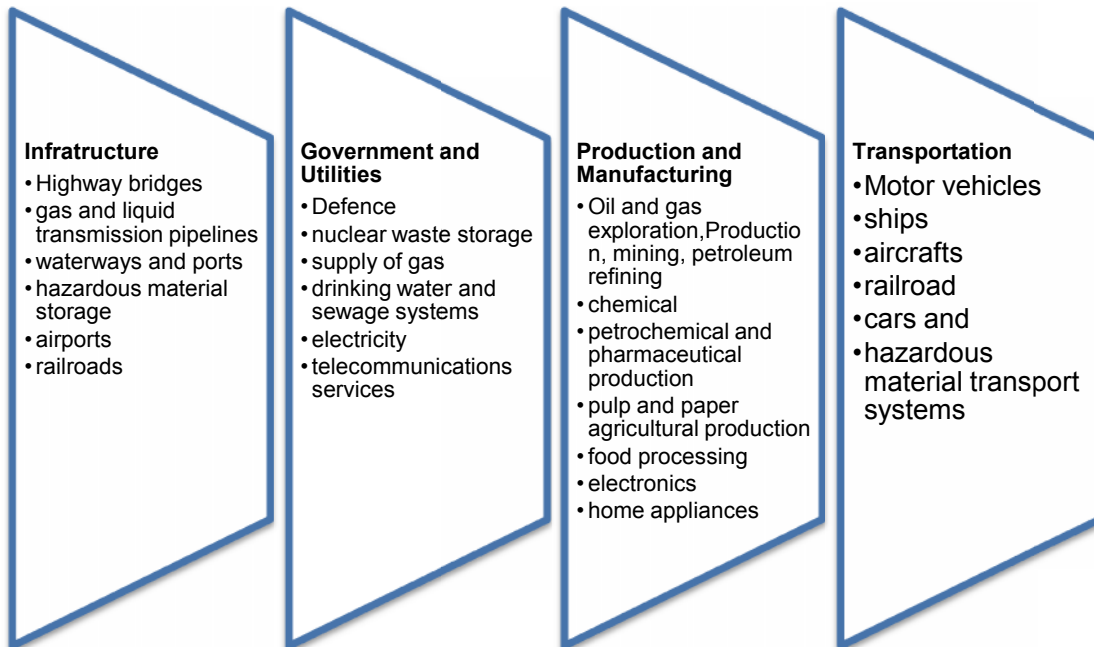 Infratructure
•Highway bridges
•gas and liquid
transmission pipelines
•waterways and ports
•hazardous material
storage
•airports
•railroads
Government and
Utilities
•Defence
•nuclear waste storage
•supply of gas
•drinking water and
sewage systems
•electricity
•telecommunications
services
Production and
Manufacturing
•Oil and gas
exploration,Productio
n, mining, petroleum
refining
•chemical
•petrochemical and
pharmaceutical
production
•pulp and paper
agricultural production
•food processing
•electronics
•home appliances
Transportation
•Motor vehicles
•ships
•aircrafts
•railroad
•cars and
•hazardous
material transport
systems